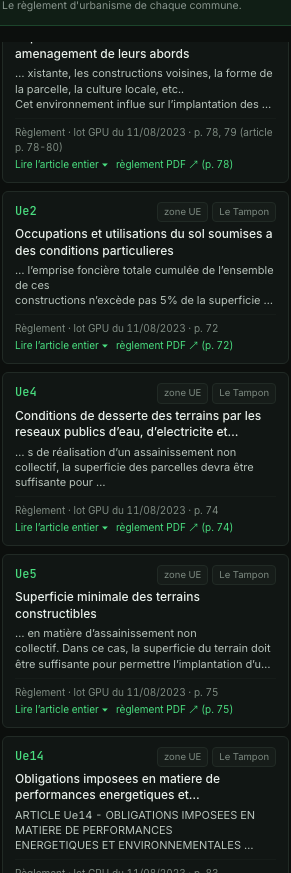 Le règlement d'urbanisme de chaque commune.
amenagement de leurs abords
... xistante, les constructions voisines, la forme de
la parcelle, la culture locale, etc..
Cet environnement influe sur l'implantation des ...
Règlement · lot GPU du 11/08/2023 · p. 78, 79 (article
p. 78-80)
Lire l'article entier ▾ règlement PDF ↗ (p. 78)
Ue2 zone UE Le Tampon
Occupations et utilisations du sol soumises a
des conditions particulieres
... l'emprise foncière totale cumulée de l'ensemble
de ces
constructions n'excède pas 5% de la superficie ...
Règlement · lot GPU du 11/08/2023 · p. 72
Lire l'article entier ▾ règlement PDF ↗ (p. 72)
Ue4 zone UE Le Tampon
Conditions de desserte des terrains par les
reseaux publics d'eau, d'electricite et...
... s de réalisation d'un assainissement non
collectif, la superficie des parcelles devra être
suffisante pour ...
Règlement · lot GPU du 11/08/2023 · p. 74
Lire l'article entier ▾ règlement PDF ↗ (p. 74)
Ue5 zone UE Le Tampon
Superficie minimale des terrains
constructibles
... en matière d'assainissement non
collectif. Dans ce cas, la superficie du terrain doit
être suffisante pour permettre l'implantation d'u...
Règlement · lot GPU du 11/08/2023 · p. 75
Lire l'article entier ▾ règlement PDF ↗ (p. 75)
Ue14 zone UE Le Tampon
Obligations imposees en matiere de
performances energetiques et...
ARTICLE Ue14 - OBLIGATIONS IMPOSEES EN
MATIERE DE PERFORMANCES
ENERGETIQUES ET ENVIRONNEMENTALES ...
Règlement · lot GPU du 11/08/2023 · p. 83